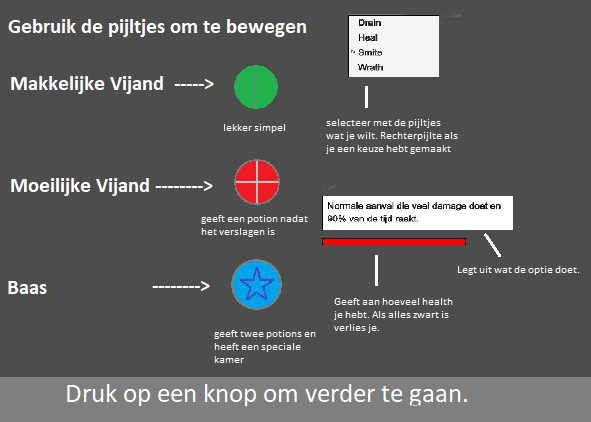 Gebruik de pijltjes om te bewegen
Makkelijke Vijand ----->
lekker simpel
Moeilijke Vijand -------->
geeft een potion nadat
het verslagen is
Baas -------->
geeft twee potions en
heeft een speciale
kamer
Drain
Heal
Smite
Wrath
selecteer met de pijltjes
wat je wilt. Rechterpijlte als
je een keuze hebt gemaakt
Normale aanval die veel damage doet en
90% van de tijd raakt.
Legt uit wat de optie doet.
Geeft aan hoeveel health
je hebt. Als alles zwart is
verlies je.
Druk op een knop om verder te gaan.